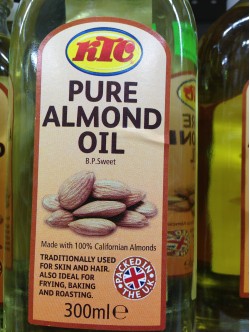 KTC
PURE
ALMOND
OIL
B.P.Sweet
Made with 100% Californian Almonds
TRADITIONALLY USED
FOR SKIN AND HAIR.
ALSO IDEAL FOR
FRYING, BAKING
AND ROASTING.
PACKED IN
THE U.K
300ml℮